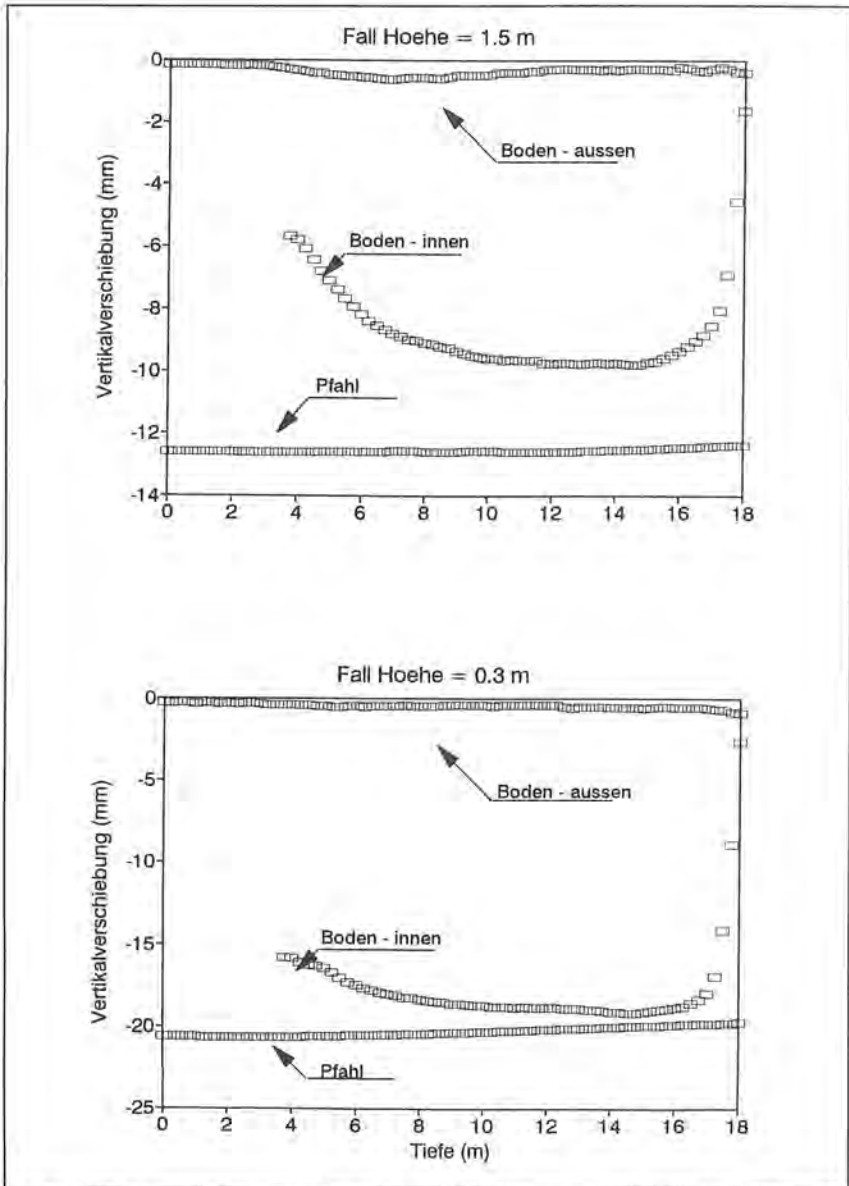 Fall Hoehe = 1.5 m
0
-2
-4
-6
-8
-10
-12
-14
Vertikalverschiebung (mm)
Boden - aussen
Boden - innen
Pfahl
0 2 4 6 8 10 12 14 16 18
Fall Hoehe = 0.3 m
0
-5
-10
-15
-20
-25
Vertikalverschiebung (mm)
Boden - aussen
Boden - innen
Pfahl
0 2 4 6 8 10 12 14 16 18
Tiefe (m)